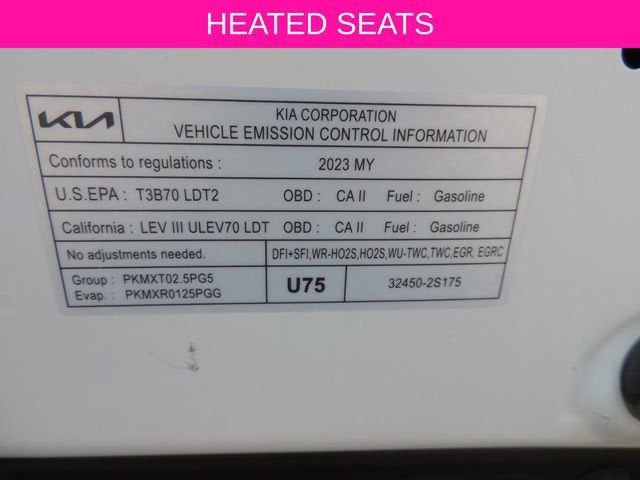 HEATED SEATS
KIA
KIA CORPORATION
VEHICLE EMISSION CONTROL INFORMATION
Conforms to regulations : 2023 MY
U.S.EPA : T3B70 LDT2 OBD : CA II Fuel : Gasoline
California : LEV III ULEV70 LDT OBD : CA II Fuel : Gasoline
No adjustments needed. DFI+SFI,WR-HO2S,HO2S,WU-TWC,TWC,EGR, EGRC
Group : PKMXT02.5PG5
Evap. : PKMXR0125PGG
U75 32450-2S175